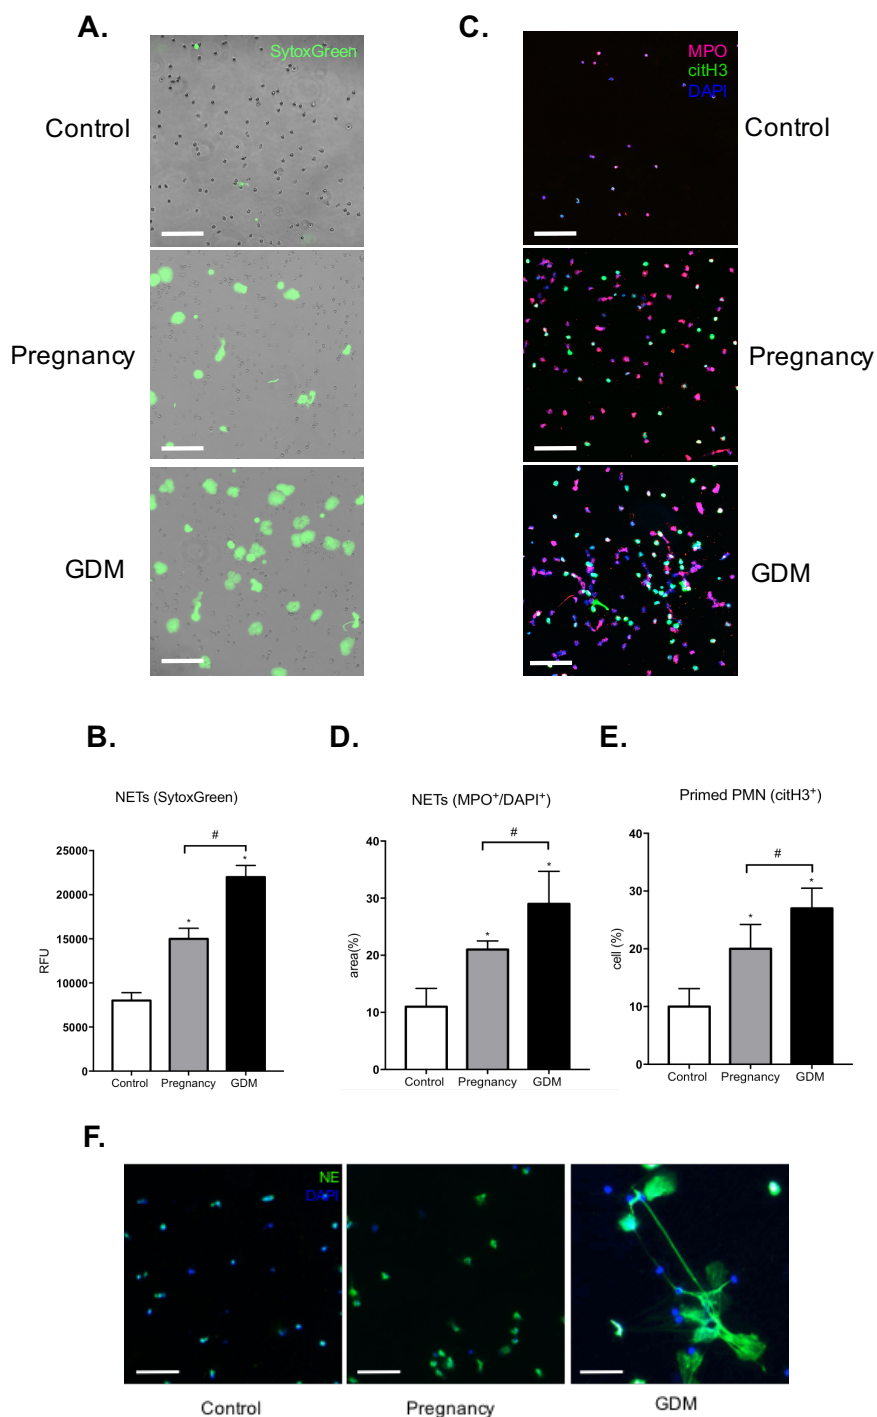 A.
SytoxGreen
Control
Pregnancy
GDM
C.
MPO
citH3
DAPI
Control
Pregnancy
GDM
B.
NETs (SytoxGreen)
#
*
*
25000
20000
15000
10000
5000
0
RFU
Control Pregnancy GDM
D.
NETs (MPO⁺/DAPI⁺)
#
*
*
40
30
20
10
0
area(%)
Control Pregnancy GDM
E.
Primed PMN (citH3⁺)
#
*
*
40
30
20
10
0
cell (%)
Control Pregnancy GDM
F.
NE
DAPI
Control Pregnancy GDM